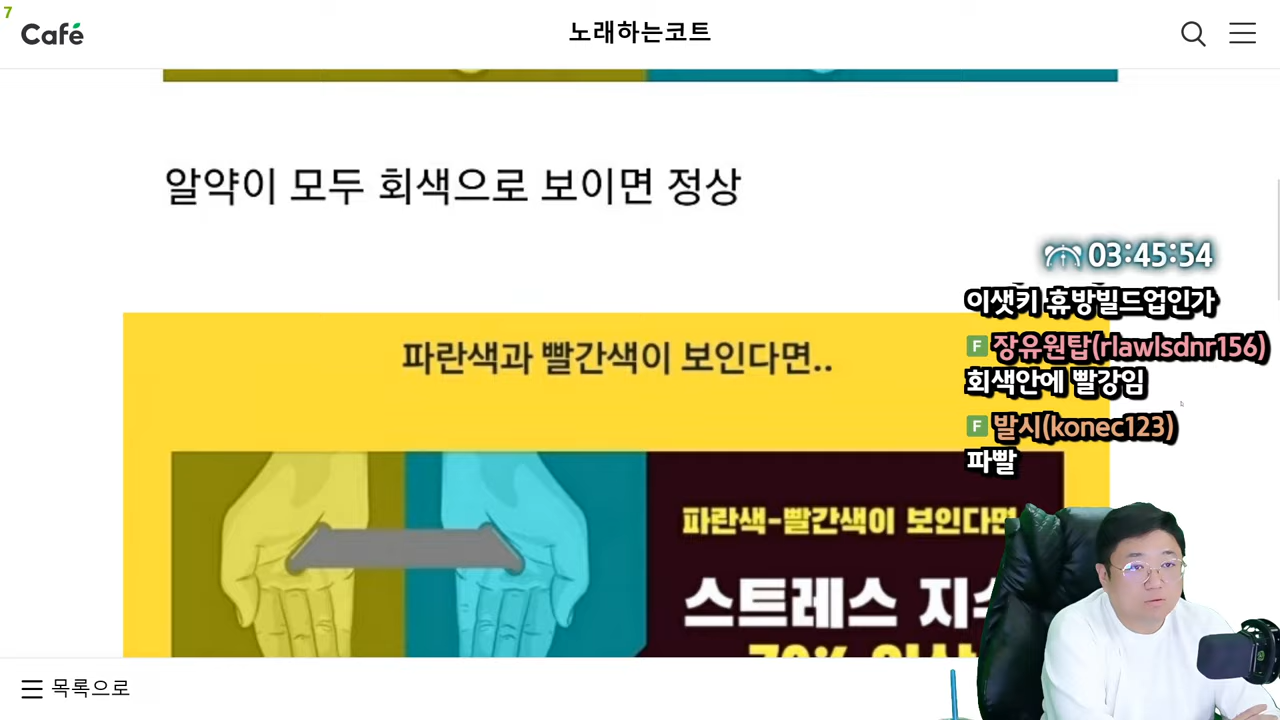 7
Café
노래하는코트
알약이 모두 회색으로 보이면 정상
03:45:54
이샛키 휴방빌드업인가
F 장유원탑(rlawlsdnr156)
회색안에 빨강임
F 발시(konec123)
파빨
파란색과 빨간색이 보인다면..
파란색-빨간색이 보인다면
스트레스 지수
70% 이상
목록으로